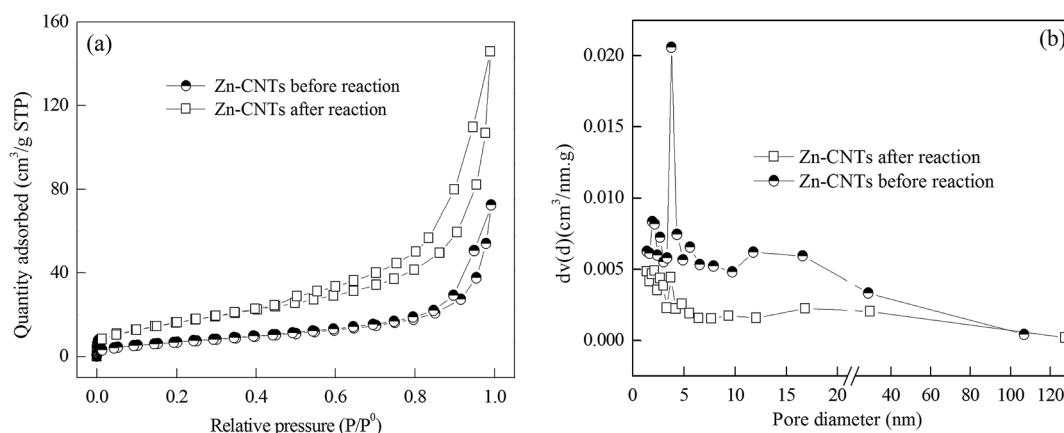 (a)
160
120
80
40
0
Quantity adsorbed (cm³/g STP)
Zn-CNTs before reaction
Zn-CNTs after reaction
0.0 0.2 0.4 0.6 0.8 1.0
Relative pressure (P/P⁰)
(b)
0.020
0.015
0.010
0.005
0.000
dv(d)(cm³/nm.g)
Zn-CNTs after reaction
Zn-CNTs before reaction
0 5 10 15 20 40 60 80 100 120
Pore diameter (nm)